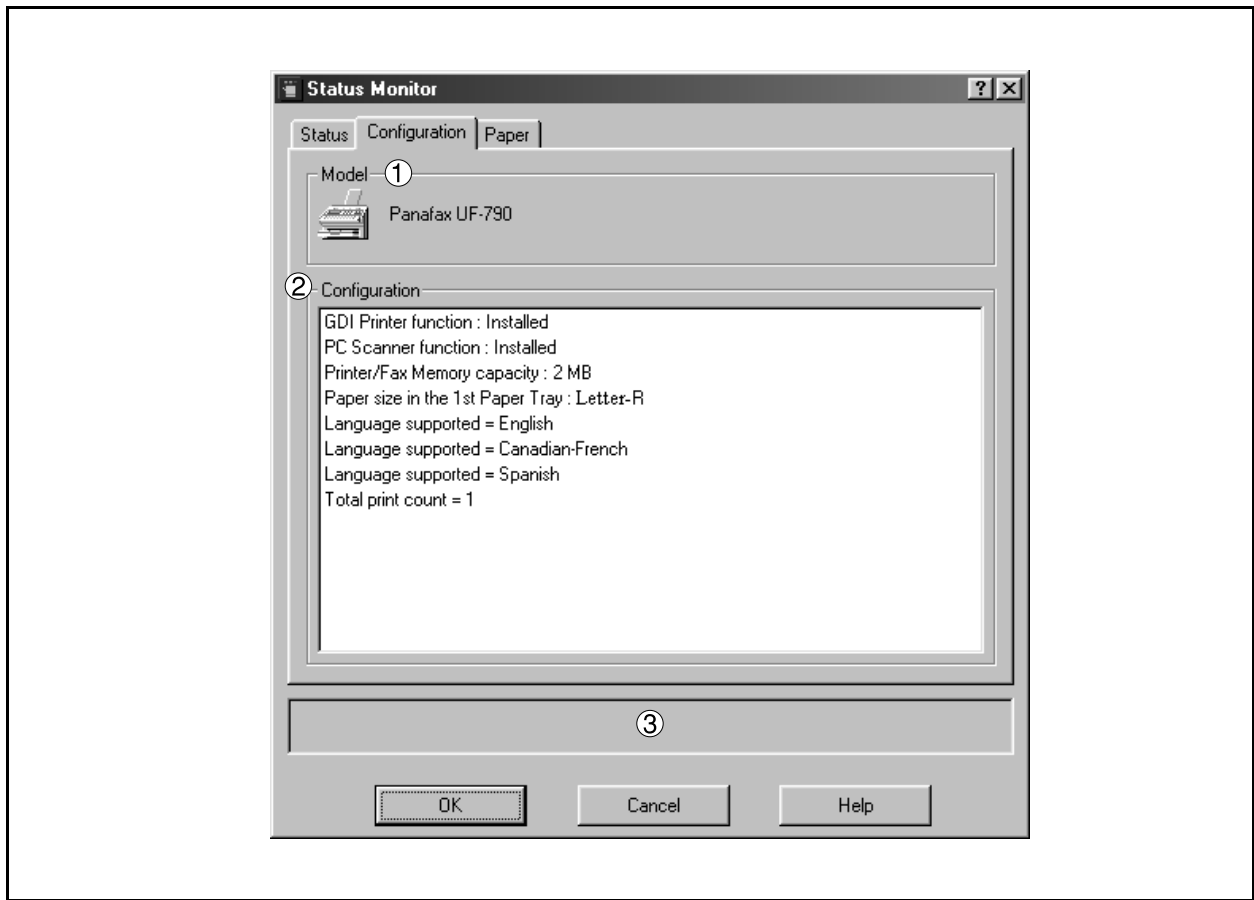 Status Monitor
Status Configuration Paper
Model ①
Panafax UF-790
② Configuration
GDI Printer function : Installed
PC Scanner function : Installed
Printer/Fax Memory capacity : 2 MB
Paper size in the 1st Paper Tray : Letter-R
Language supported = English
Language supported = Canadian-French
Language supported = Spanish
Total print count = 1
③
OK Cancel Help